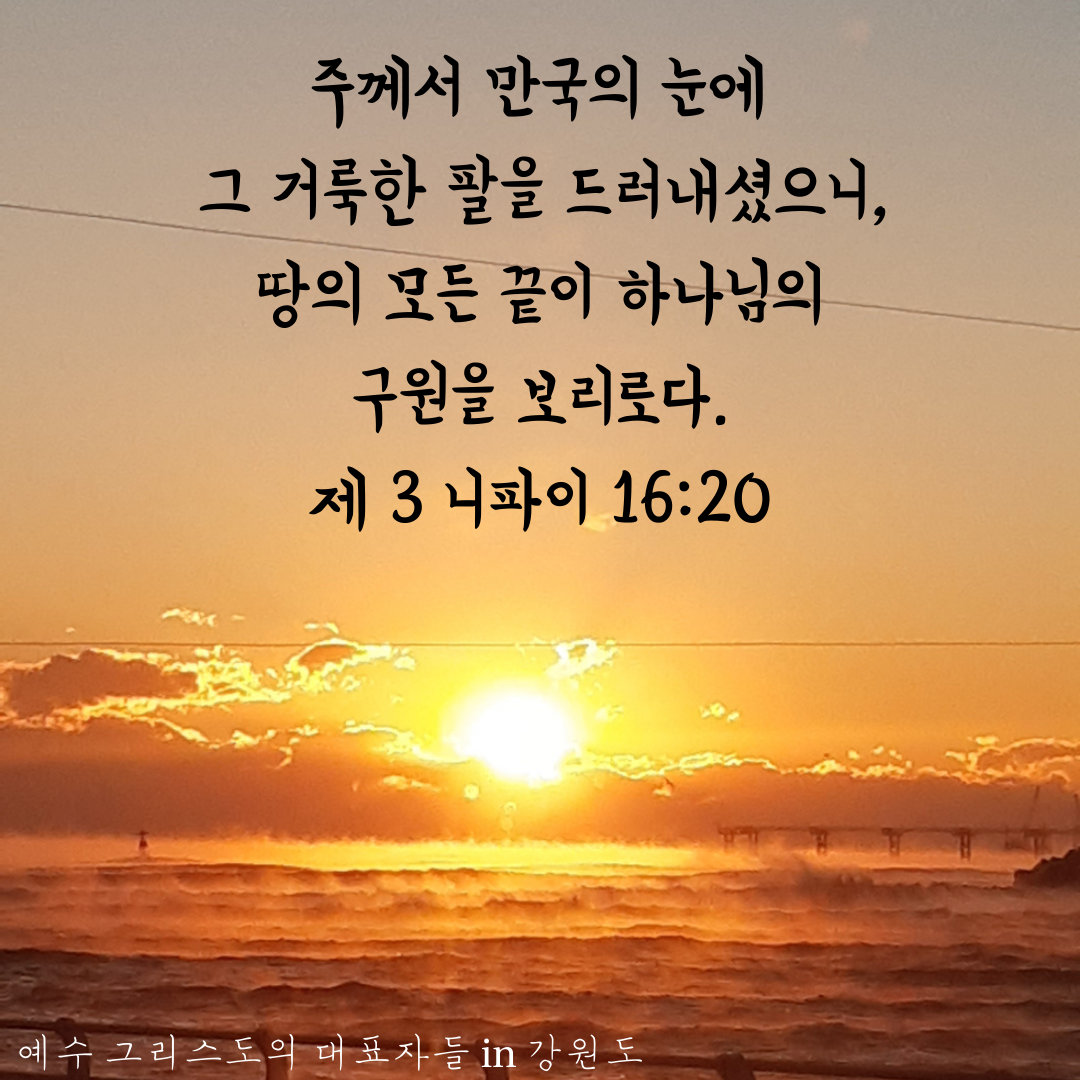 주께서 만국의 눈에
그 거룩한 팔을 드러내셨으니,
땅의 모든 끝이 하나님의
구원을 보리로다.
제 3 니파이 16:20
예수 그리스도의 대표자들 in 강원도